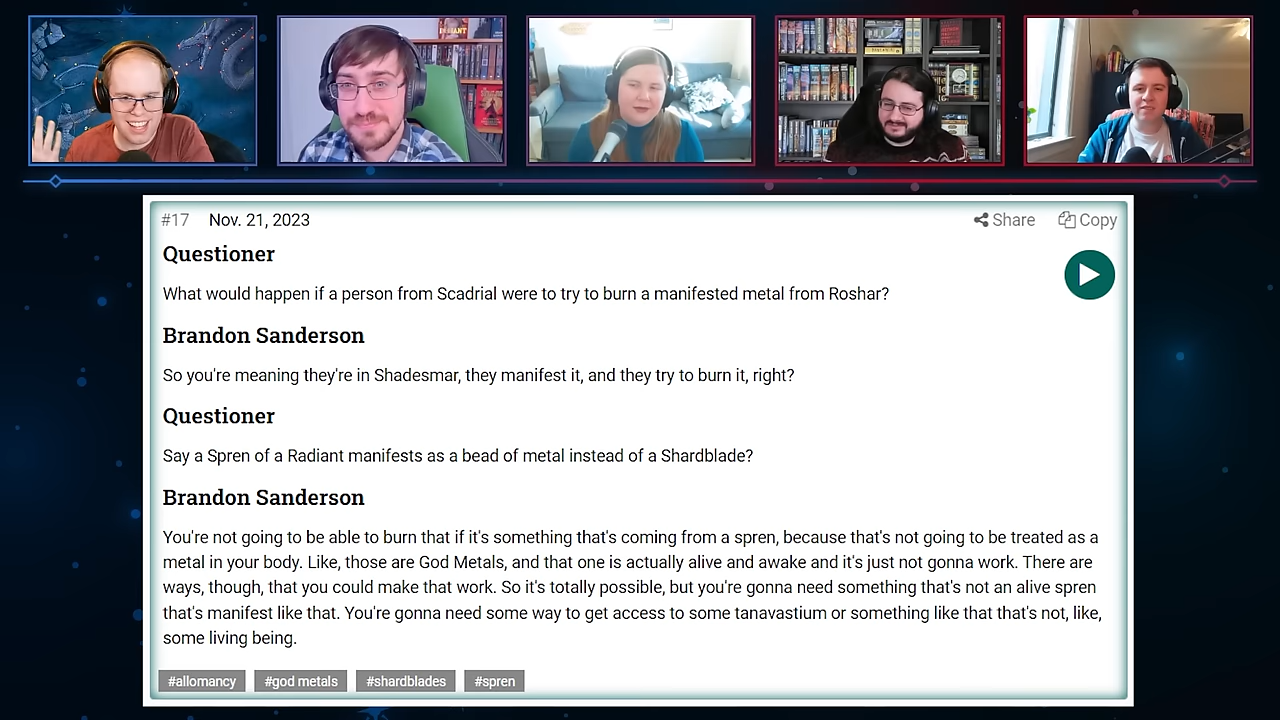 #17 Nov. 21, 2023 Share Copy
Questioner
What would happen if a person from Scadrial were to try to burn a manifested metal from Roshar?
Brandon Sanderson
So you're meaning they're in Shadesmar, they manifest it, and they try to burn it, right?
Questioner
Say a Spren of a Radiant manifests as a bead of metal instead of a Shardblade?
Brandon Sanderson
You're not going to be able to burn that if it's something that's coming from a spren, because that's not going to be treated as a
metal in your body. Like, those are God Metals, and that one is actually alive and awake and it's just not gonna work. There are
ways, though, that you could make that work. So it's totally possible, but you're gonna need something that's not an alive spren
that's manifest like that. You're gonna need some way to get access to some tanavastium or something like that that's not, like,
some living being.
#allomancy #god metals #shardblades #spren